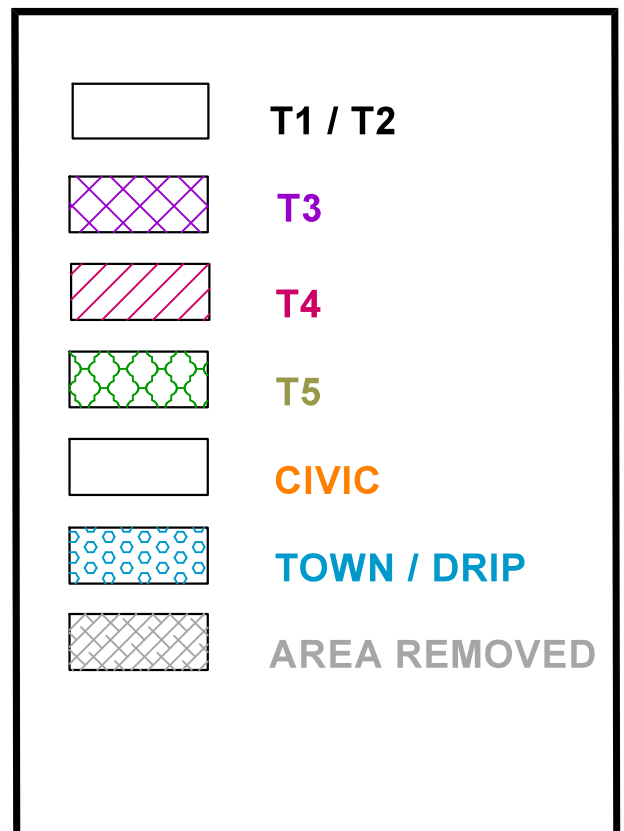 T1 / T2
T3
T4
T5
CIVIC
TOWN / DRIP
AREA REMOVED